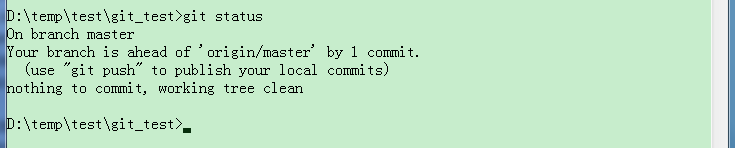 D:\temp\test\git_test>git status
On branch master
Your branch is ahead of 'origin/master' by 1 commit.
  (use "git push" to publish your local commits)
nothing to commit, working tree clean
D:\temp\test\git_test>